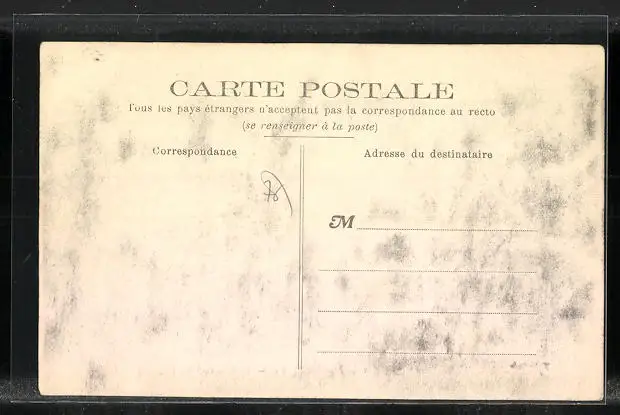 CARTE POSTALE
Tous les pays étrangers n'acceptent pas la correspondance au recto
(se renseigner à la poste)
Correspondance
Adresse du destinataire
M